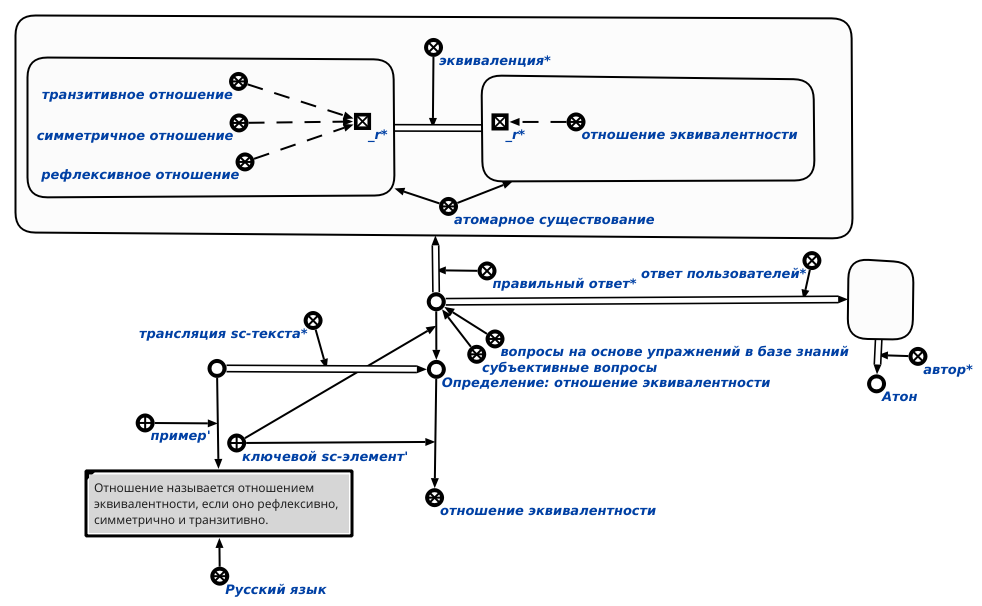 эквиваленция*
транзитивное отношение
симметричное отношение
_r*
_r*
отношение эквивалентности
рефлексивное отношение
атомарное существование
правильный ответ*
ответ пользователей*
трансляция sc-текста*
вопросы на основе упражнений в базе знаний
субъективные вопросы
Определение: отношение эквивалентности
автор*
Атон
пример'
ключевой sc-элемент'
Отношение называется отношением
эквивалентности, если оно рефлексивно,
симметрично и транзитивно.
отношение эквивалентности
Русский язык